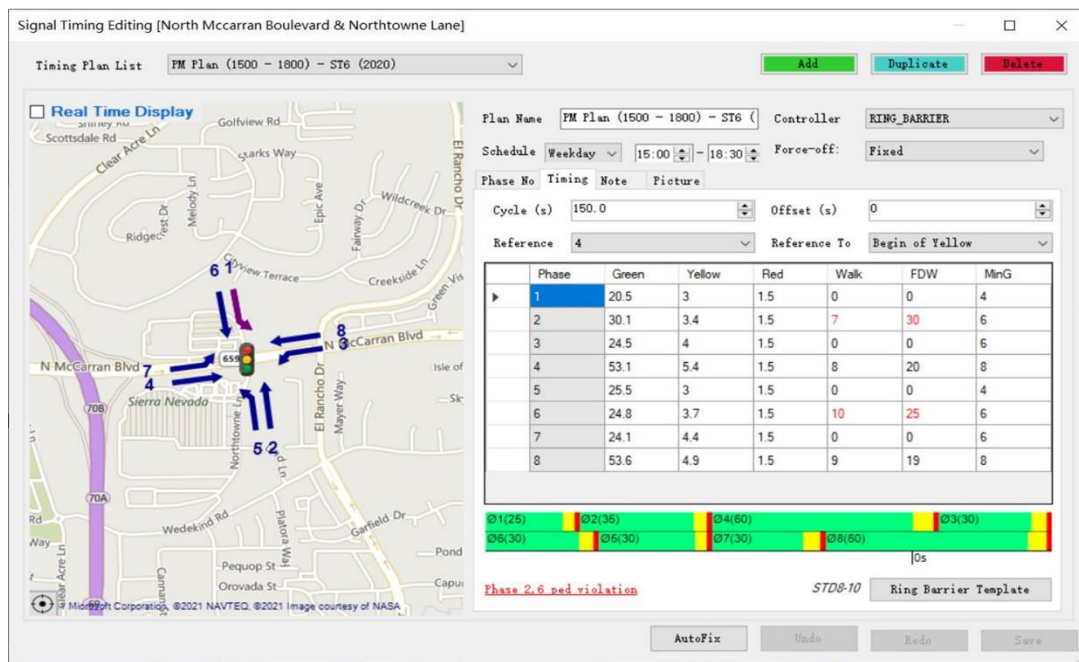 Signal Timing Editing [North Mccarran Boulevard & Northtowne Lane]
Timing Plan List PM Plan (1500 - 1800) - ST6 (2020) Add Duplicate Delete
Real Time Display
Golfview Rd
Scottsdale Rd
Clear Acre Ln
Starks Way
El Rancho Dr
Melody Ln
Epic Ave
Fairway Dr
Wildcreek Dr
Cityview Terrace
Creekside Ln
6 1
8
3
N McCarran Blvd
N McCarran Blvd 7
659
4
Isle of
Sierra Nevada
70B
El Rancho Dr
Mayer Way
Northtowne Ln
5 2
70A
Rd
Way
Wedekind Rd
Garfield Dr
Platora Way
Pond
Clear Acre Ln
Pequop St
Orovada St
Capu
Microsoft Corporation, ©2021 NAVTEQ, ©2021 Image courtesy of NASA
Plan Name PM Plan (1500 - 1800) - ST6 ( Controller RING_BARRIER
Schedule Weekday 15:00 - 18:30 Force-off: Fixed
Phase No Timing Note Picture
Cycle (s) 150.0 Offset (s) 0
Reference 4 Reference To Begin of Yellow
Phase Green Yellow Red Walk FDW MinG
1 20.5 3 1.5 0 0 4
2 30.1 3.4 1.5 7 30 6
3 24.5 4 1.5 0 0 6
4 53.1 5.4 1.5 8 20 8
5 25.5 3 1.5 0 0 4
6 24.8 3.7 1.5 10 25 6
7 24.1 4.4 1.5 0 0 6
8 53.6 4.9 1.5 9 19 8
Ø1(25) Ø2(35) Ø4(60) Ø3(30)
Ø6(30) Ø5(30) Ø7(30) Ø8(60)
0s
Phase 2,6 ped violation STD8-10 Ring Barrier Template
AutoFix Undo Redo Save